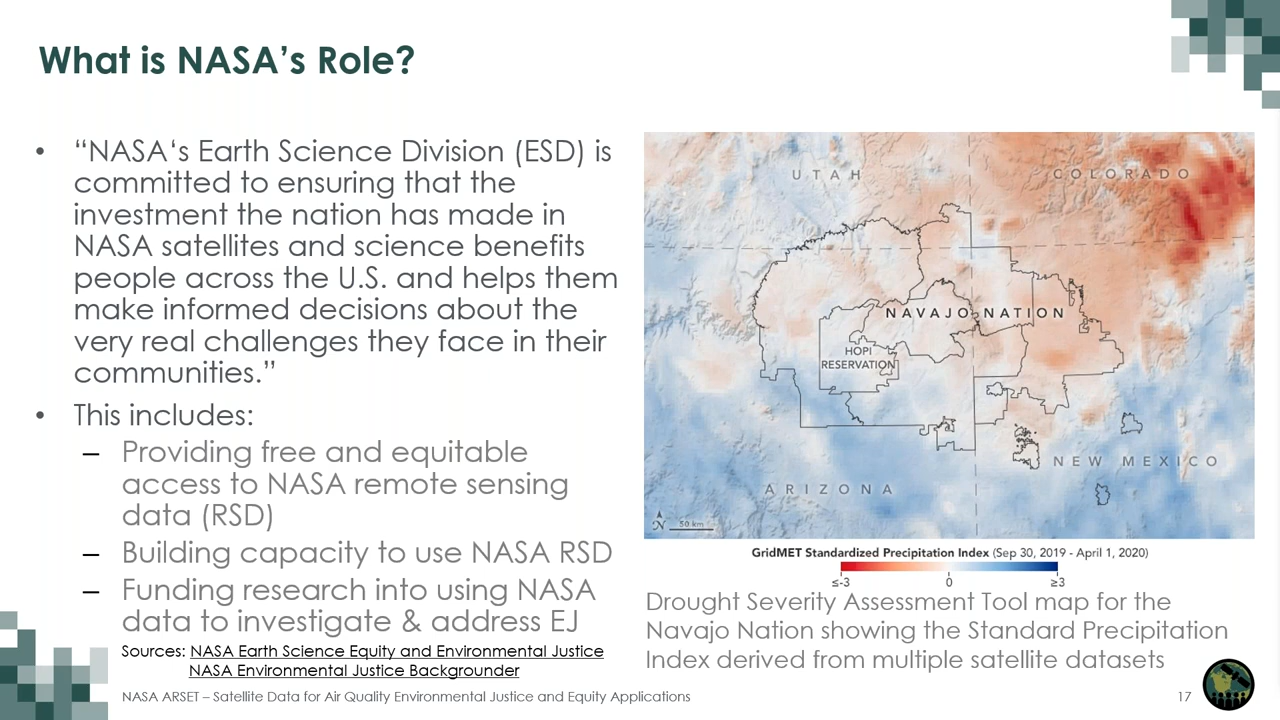 What is NASA’s Role?
• “NASA‘s Earth Science Division (ESD) is
committed to ensuring that the
investment the nation has made in
NASA satellites and science benefits
people across the U.S. and helps them
make informed decisions about the
very real challenges they face in their
communities.”
• This includes:
– Providing free and equitable
access to NASA remote sensing
data (RSD)
– Building capacity to use NASA RSD
– Funding research into using NASA
data to investigate & address EJ
Sources: NASA Earth Science Equity and Environmental Justice
NASA Environmental Justice Backgrounder
UTAH
COLORADO
NAVAJO NATION
HOPI
RESERVATION
NEW MEXICO
ARIZONA
N 50 km
GridMET Standardized Precipitation Index (Sep 30, 2019 - April 1, 2020)
≤-3 0 ≥3
Drought Severity Assessment Tool map for the
Navajo Nation showing the Standard Precipitation
Index derived from multiple satellite datasets
NASA ARSET – Satellite Data for Air Quality Environmental Justice and Equity Applications
17